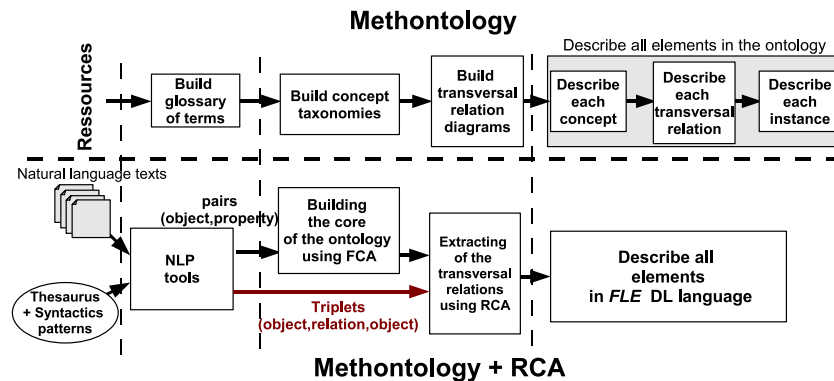 Methontology
Ressources
Build
glossary
of terms
Build concept
taxonomies
Build
transversal
relation
diagrams
Describe all elements in the ontology
Describe
each
concept
Describe
each
transversal
relation
Describe
each
instance
Natural language texts
Thesaurus
+ Syntactics
patterns
NLP
tools
pairs
(object,property)
Building
the core
of the ontology
using FCA
Triplets
(object,relation,object)
Extracting
of the
transversal
relations
using RCA
Describe all
elements
in FLE DL language
Methontology + RCA